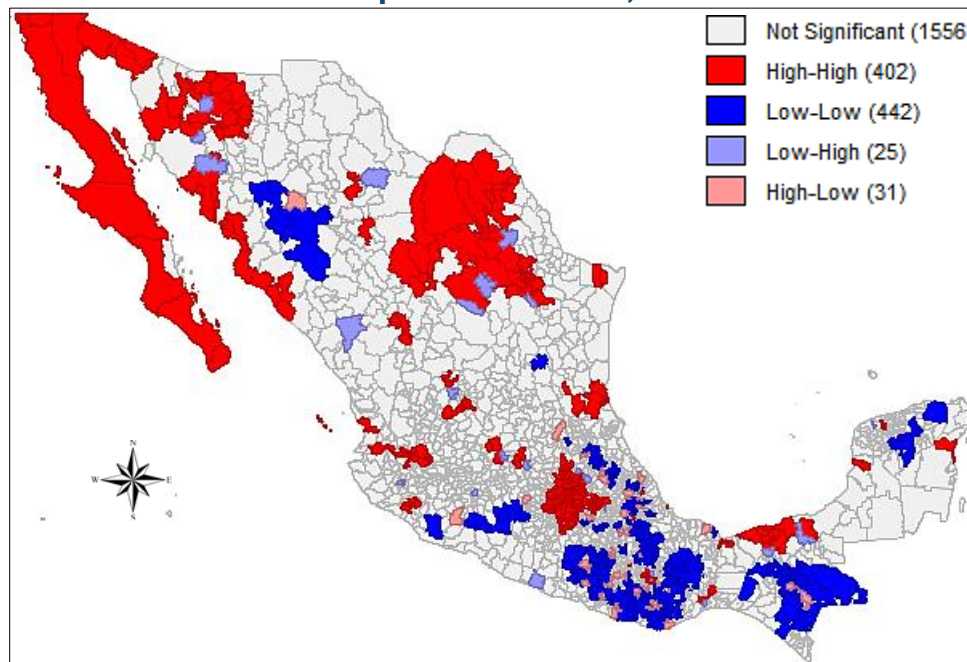 Not Significant (1556
High-High (402)
Low-Low (442)
Low-High (25)
High-Low (31)
N
W
E
S